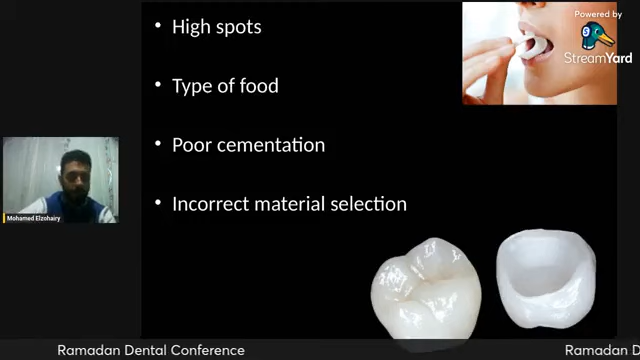 • High spots
• Type of food
• Poor cementation
• Incorrect material selection
Powered by
StreamYard
Mohamed Elzohairy
Ramadan Dental Conference
Ramadan D